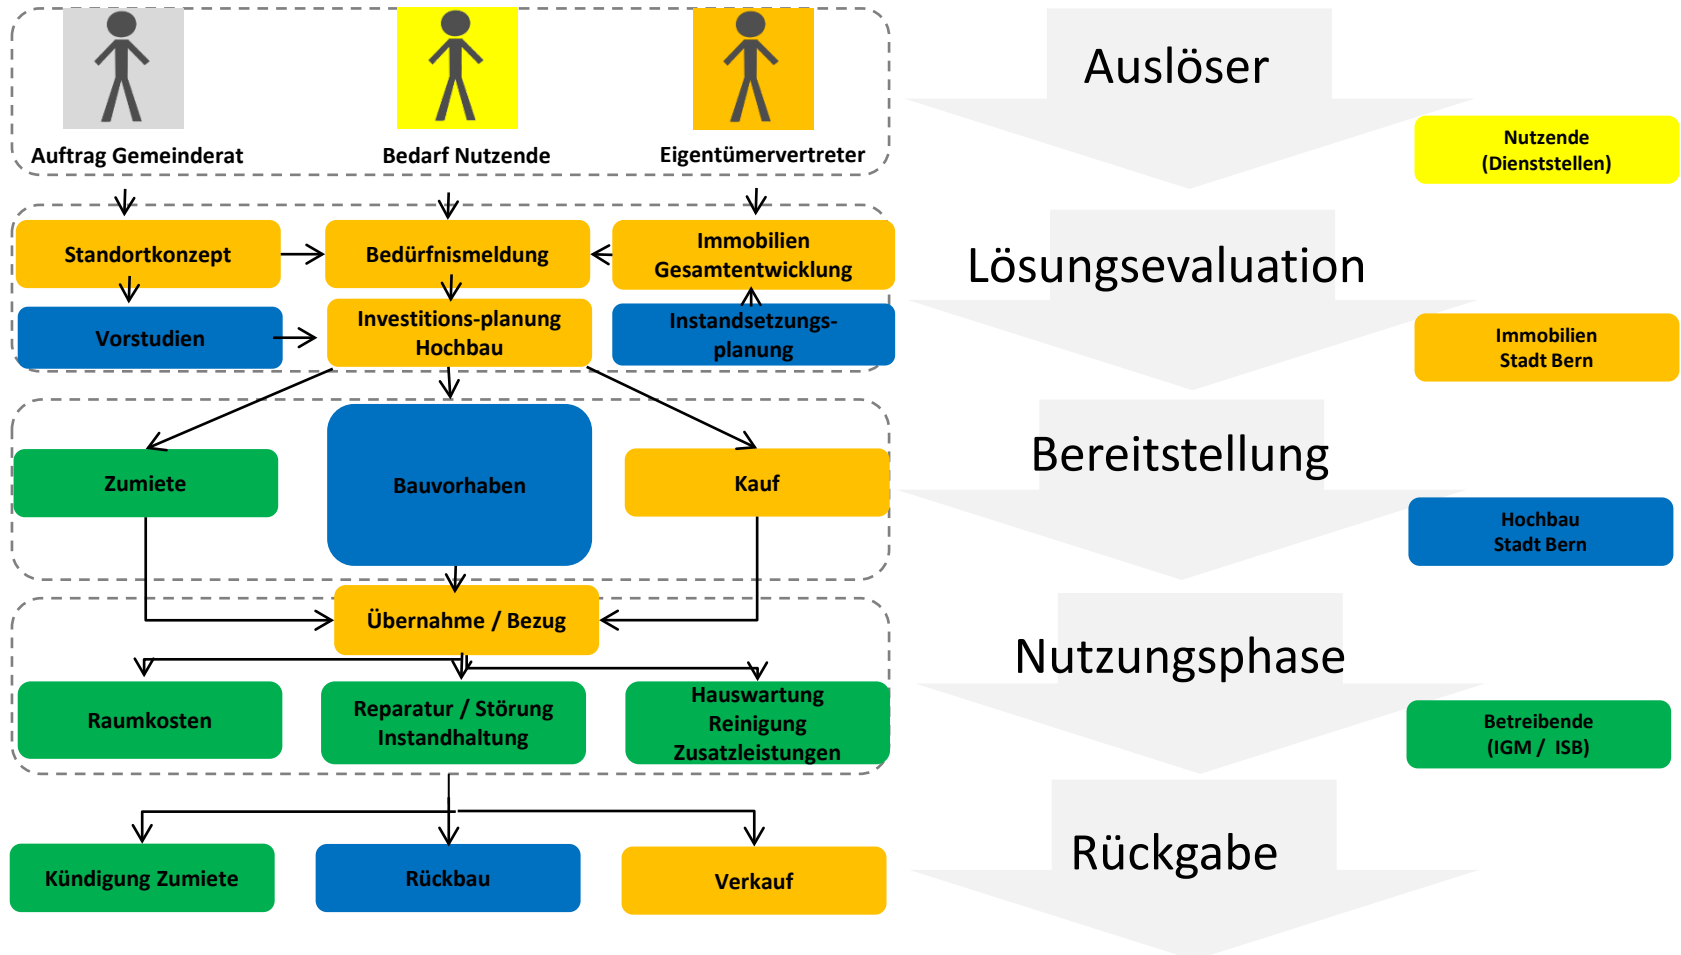 Auftrag Gemeinderat
Bedarf Nutzende
Eigentümervertreter
Auslöser
Nutzende
(Dienststellen)
Standortkonzept
Bedürfnismeldung
Immobilien
Gesamtentwicklung
Lösungsevaluation
Vorstudien
Investitions-planung
Hochbau
Instandsetzungs-
planung
Immobilien
Stadt Bern
Zumiete
Bauvorhaben
Kauf
Bereitstellung
Hochbau
Stadt Bern
Übernahme / Bezug
Nutzungsphase
Raumkosten
Reparatur / Störung
Instandhaltung
Hauswartung
Reinigung
Zusatzleistungen
Betreibende
(IGM / ISB)
Kündigung Zumiete
Rückbau
Verkauf
Rückgabe